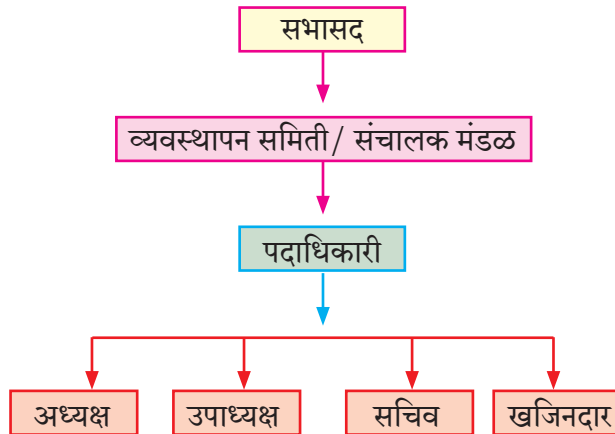 सभासद
व्यवस्थापन समिती/ संचालक मंडळ
पदाधिकारी
अध्यक्ष उपाध्यक्ष सचिव खजिनदार